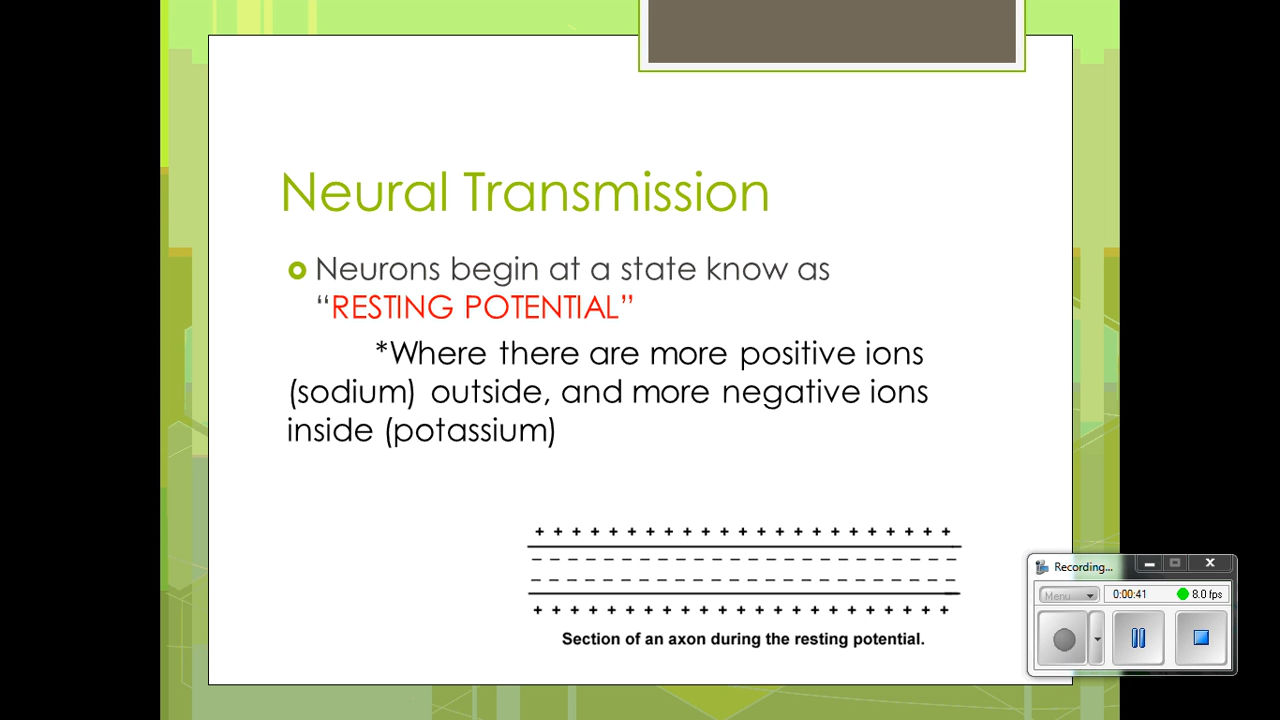 Neural Transmission
Neurons begin at a state know as
“RESTING POTENTIAL”
*Where there are more positive ions
(sodium) outside, and more negative ions
inside (potassium)
+ + + + + + + + + + + + + + + + + + + + + + +
_ _ _ _ _ _ _ _ _ _ _ _ _ _ _ _ _ _ _ _ _ _ _ _
_ _ _ _ _ _ _ _ _ _ _ _ _ _ _ _ _ _ _ _ _ _ _ _
+ + + + + + + + + + + + + + + + + + + + + + +
Section of an axon during the resting potential.
Recording...
Menu
0:00:41
8.0 fps